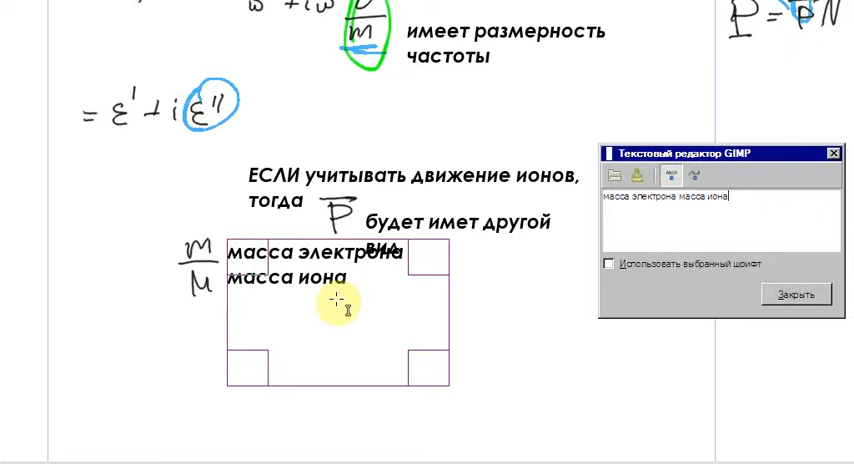 имеет размерность
частоты
m
P = P N
= ε' + i ε''
ЕСЛИ учитывать движение ионов,
тогда P будет имет другой
вид
m масса электрона
M масса иона
Текстовый редактор GIMP
масса электрона масса иона
Использовать выбранный шрифт
Закрыть